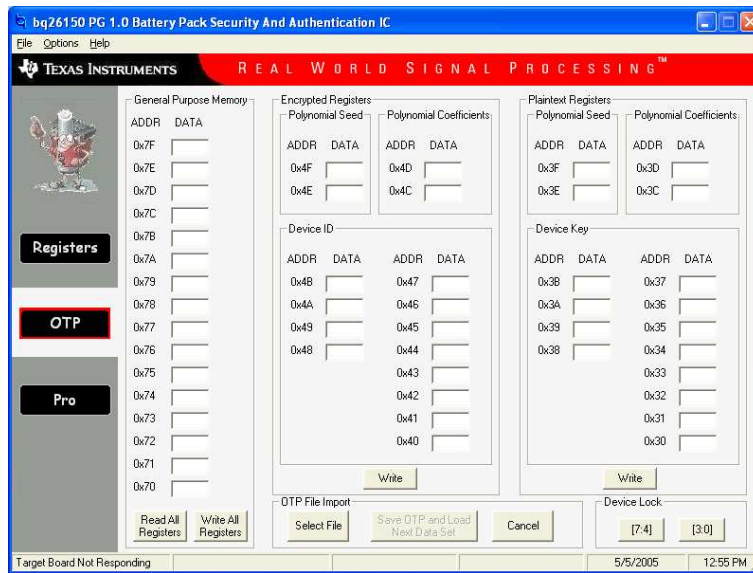 bq26150 PG 1.0 Battery Pack Security And Authentication IC
File Options Help
TEXAS INSTRUMENTS REAL WORLD SIGNAL PROCESSING™
Registers
OTP
Pro
General Purpose Memory
ADDR DATA
0x7F
0x7E
0x7D
0x7C
0x7B
0x7A
0x79
0x78
0x77
0x76
0x75
0x74
0x73
0x72
0x71
0x70
Read All Registers
Write All Registers
Encrypted Registers
Polynomial Seed
ADDR DATA
0x4F
0x4E
Polynomial Coefficients
ADDR DATA
0x4D
0x4C
Device ID
ADDR DATA ADDR DATA
0x4B 0x47
0x4A 0x46
0x49 0x45
0x48 0x44
0x43
0x42
0x41
0x40
Write
Plaintext Registers
Polynomial Seed
ADDR DATA
0x3F
0x3E
Polynomial Coefficients
ADDR DATA
0x3D
0x3C
Device Key
ADDR DATA ADDR DATA
0x3B 0x37
0x3A 0x36
0x39 0x35
0x38 0x34
0x33
0x32
0x31
0x30
Write
OTP File Import
Select File
Save OTP and Load Next Data Set
Cancel
Device Lock
[7:4] [3:0]
Target Board Not Responding 5/5/2005 12:55 PM